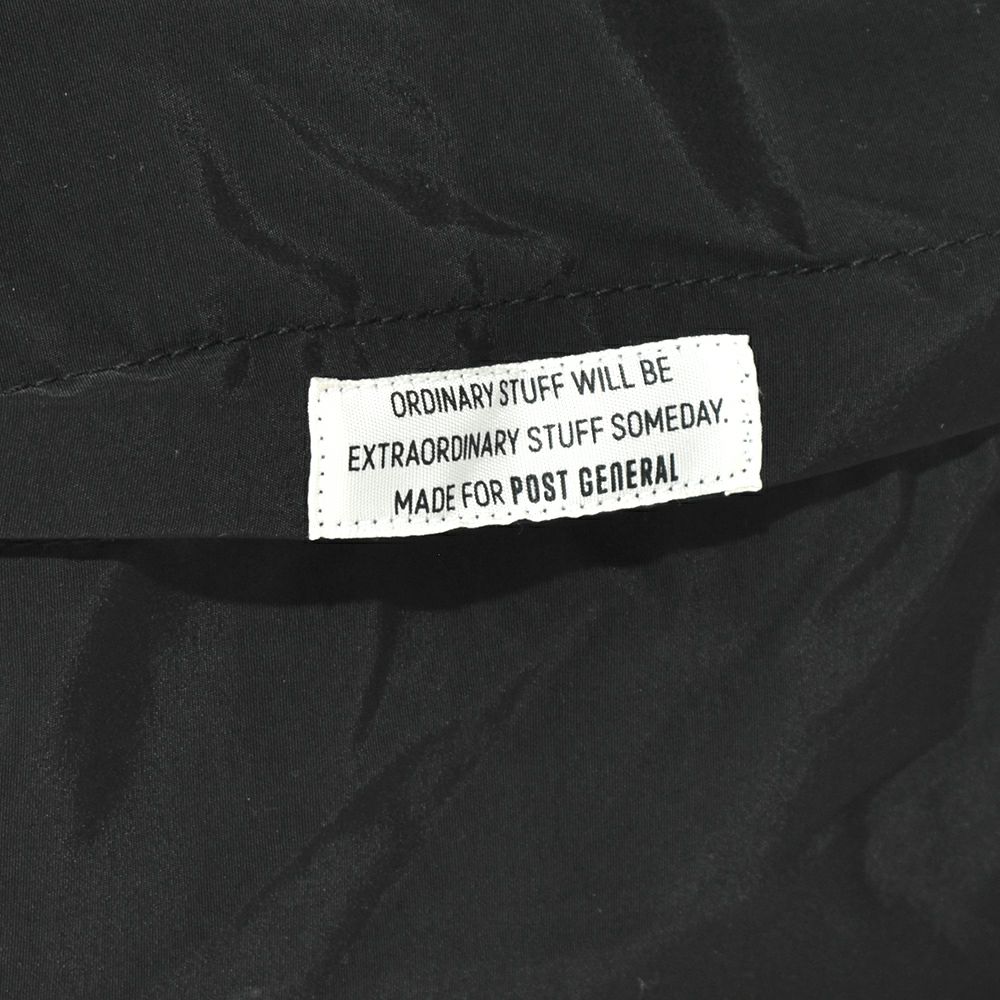 ORDINARY STUFF WILL BE
EXTRAORDINARY STUFF SOMEDAY.
MADE FOR POST GENERAL